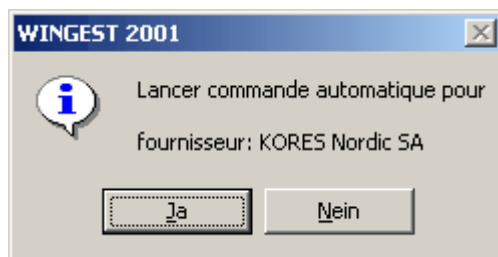 WINGEST 2001
Lancer commande automatique pour
fournisseur: KORES Nordic SA
Ja
Nein